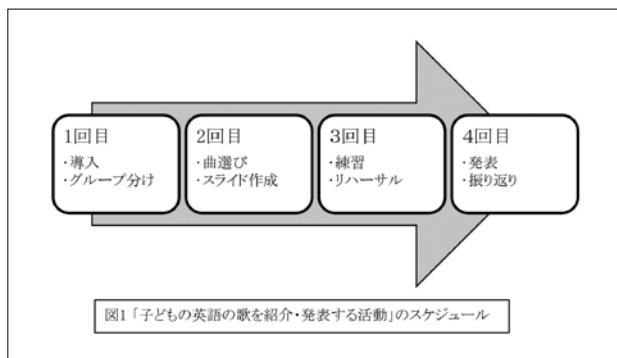 1回目
・導入
・グループ分け
2回目
・曲選び
・スライド作成
3回目
・練習
・リハーサル
4回目
・発表
・振り返り
図1「子どもの英語の歌を紹介・発表する活動」のスケジュール